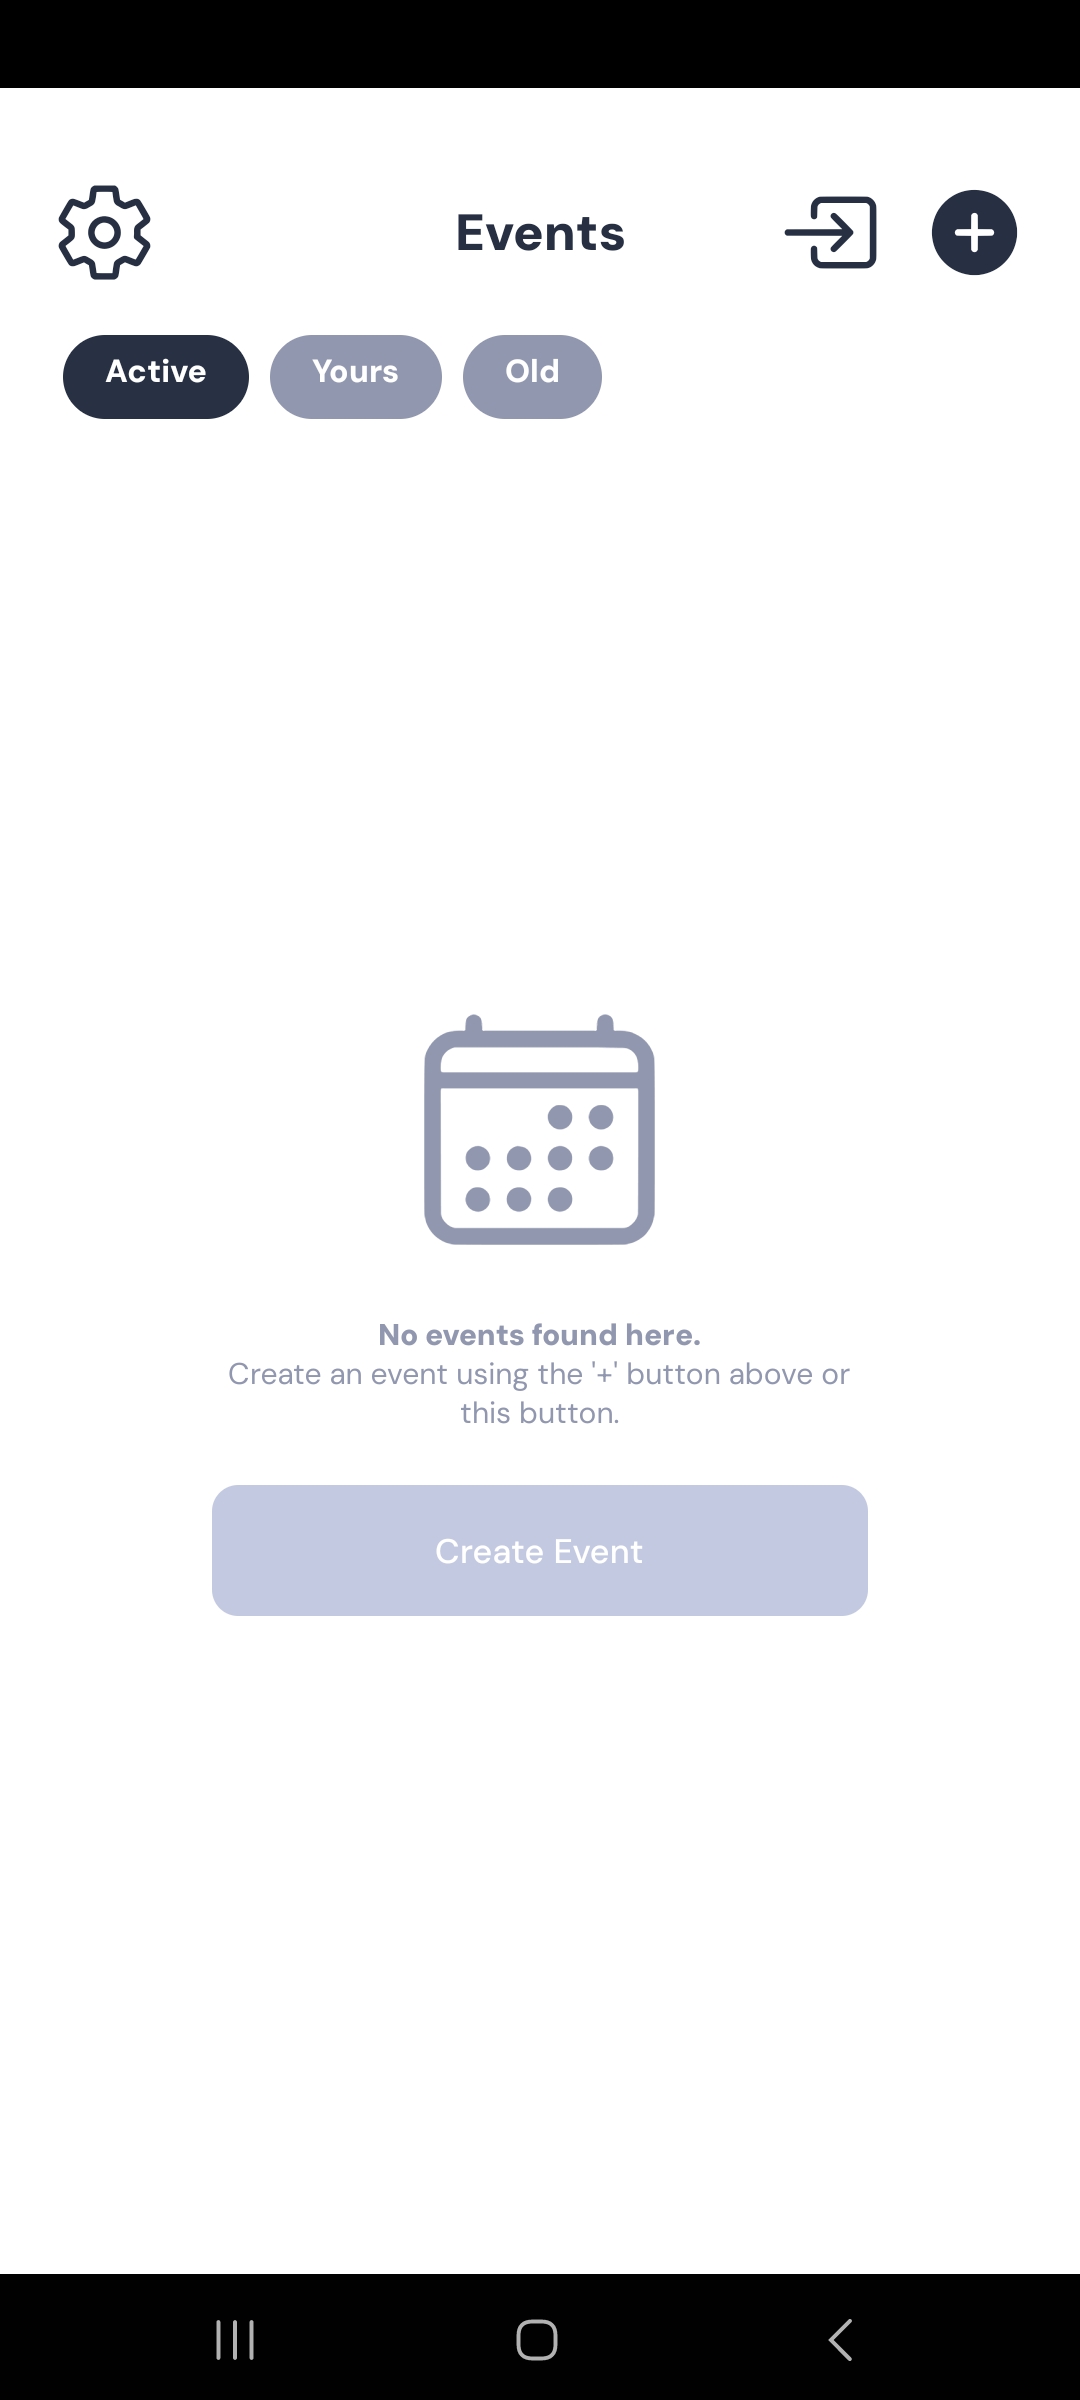 Events
Active
Yours
Old
No events found here.
Create an event using the '+' button above or
this button.
Create Event